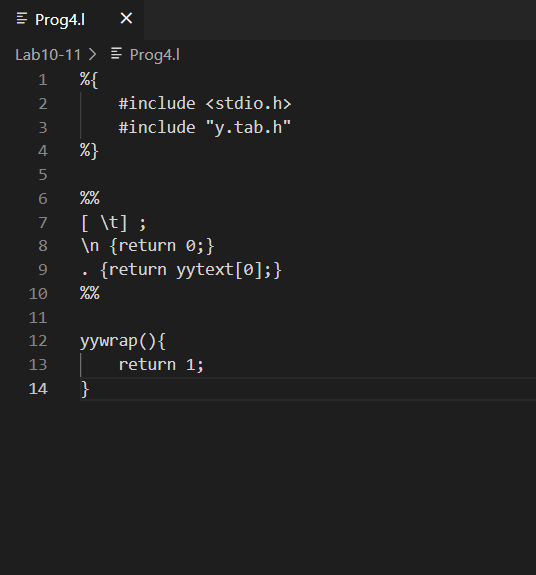 Prog4.l ×
Lab10-11 > Prog4.l
1 %{
2     #include <stdio.h>
3     #include "y.tab.h"
4 %}
5
6 %%
7 [ \t] ;
8 \n {return 0;}
9 . {return yytext[0];}
10 %%
11
12 yywrap(){
13     return 1;
14 }